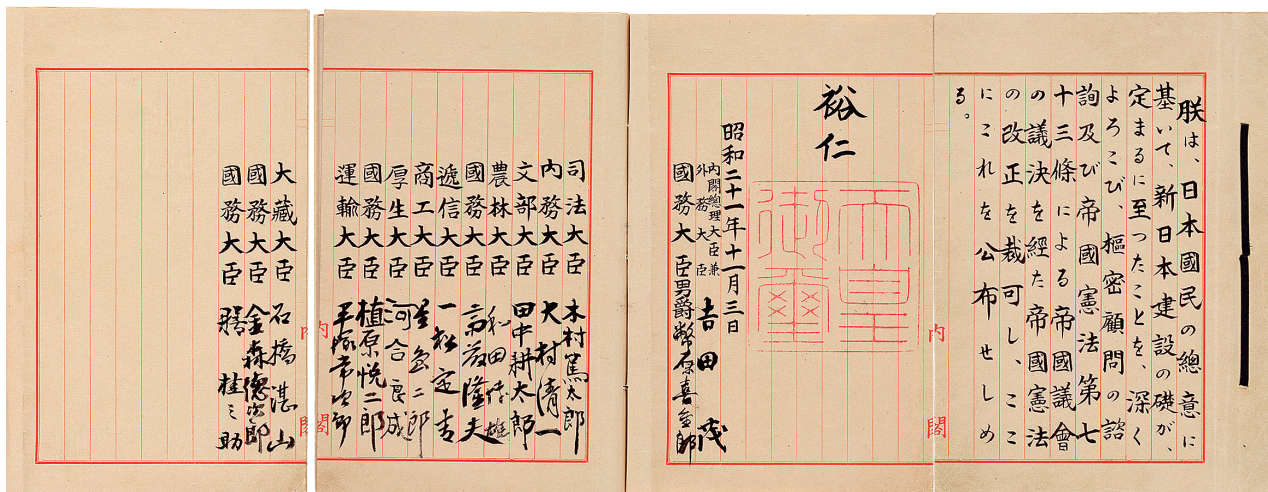 朕は、日本國民の總意に
基いて、新日本建設の礎が、
定まるに至つたことを、深く
よろこび、樞密顧問の諮
詢及び帝國憲法第七
十三條による帝國議會
の議決を經た帝國憲法
の改正を裁可し、ここ
にこれを公布せしめ
る。
内閣
裕仁
天皇
御璽
昭和二十一年十一月三日
内閣總理大臣兼
外務大臣 吉田茂
國務大臣 男爵幣原喜重郎
司法大臣 木村篤太郎
内務大臣 大村清一
文部大臣 田中耕太郎
農林大臣 和田博雄
國務大臣 斎藤隆夫
遞信大臣 一松定吉
商工大臣 星島二郎
厚生大臣 河合良成
國務大臣 植原悦二郎
運輸大臣 平塚常次郎
内閣
大藏大臣 石橋湛山
國務大臣 金森德次郎
國務大臣 膳桂之助